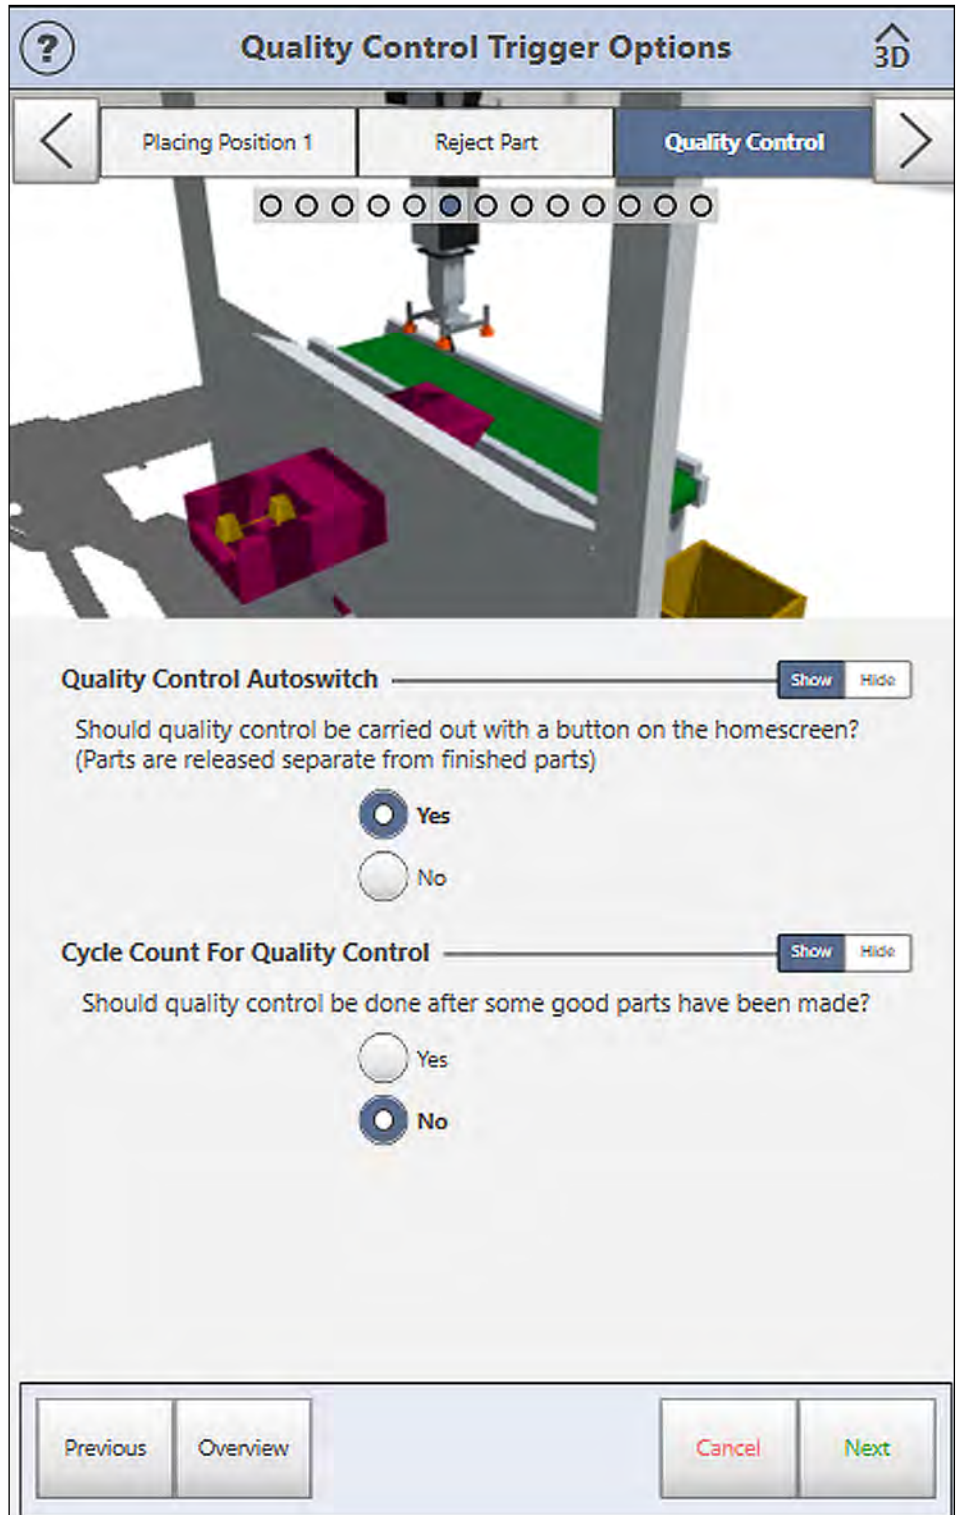 ?
Quality Control Trigger Options
3D
Placing Position 1
Reject Part
Quality Control
Quality Control Autoswitch
Show
Hide
Should quality control be carried out with a button on the homescreen?
(Parts are released separate from finished parts)
Yes
No
Cycle Count For Quality Control
Show
Hide
Should quality control be done after some good parts have been made?
Yes
No
Previous
Overview
Cancel
Next